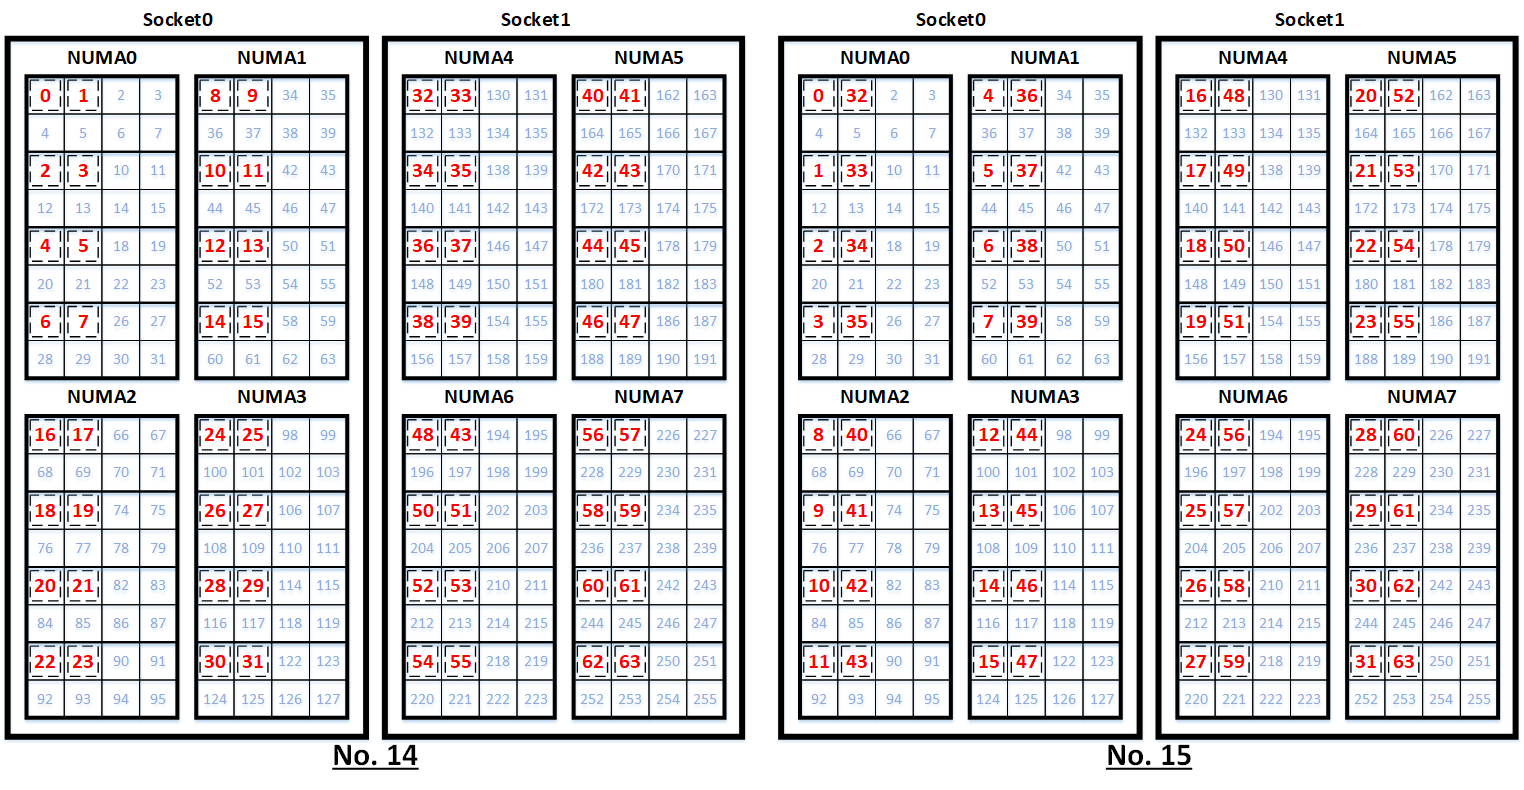 Socket0 Socket1 Socket0 Socket1
NUMA0 NUMA1 NUMA4 NUMA5 NUMA0 NUMA1 NUMA4 NUMA5
0 1 2 3 8 9 34 35 32 33 130 131 40 41 162 163 0 32 2 3 4 36 34 35 16 48 130 131 20 52 162 163
4 5 6 7 36 37 38 39 132 133 134 135 164 165 166 167 4 5 6 7 36 37 38 39 132 133 134 135 164 165 166 167
2 3 10 11 10 11 42 43 34 35 138 139 42 43 170 171 1 33 10 11 5 37 42 43 17 49 138 139 21 53 170 171
12 13 14 15 44 45 46 47 140 141 142 143 172 173 174 175 12 13 14 15 44 45 46 47 140 141 142 143 172 173 174 175
4 5 18 19 12 13 50 51 36 37 146 147 44 45 178 179 2 34 18 19 6 38 50 51 18 50 146 147 22 54 178 179
20 21 22 23 52 53 54 55 148 149 150 151 180 181 182 183 20 21 22 23 52 53 54 55 148 149 150 151 180 181 182 183
6 7 26 27 14 15 58 59 38 39 154 155 46 47 186 187 3 35 26 27 7 39 58 59 19 51 154 155 23 55 186 187
28 29 30 31 60 61 62 63 156 157 158 159 188 189 190 191 28 29 30 31 60 61 62 63 156 157 158 159 188 189 190 191
NUMA2 NUMA3 NUMA6 NUMA7 NUMA2 NUMA3 NUMA6 NUMA7
16 17 66 67 24 25 98 99 48 43 194 195 56 57 226 227 8 40 66 67 12 44 98 99 24 56 194 195 28 60 226 227
68 69 70 71 100 101 102 103 196 197 198 199 228 229 230 231 68 69 70 71 100 101 102 103 196 197 198 199 228 229 230 231
18 19 74 75 26 27 106 107 50 51 202 203 58 59 234 235 9 41 74 75 13 45 106 107 25 57 202 203 29 61 234 235
76 77 78 79 108 109 110 111 204 205 206 207 236 237 238 239 76 77 78 79 108 109 110 111 204 205 206 207 236 237 238 239
20 21 82 83 28 29 114 115 52 53 210 211 60 61 242 243 10 42 82 83 14 46 114 115 26 58 210 211 30 62 242 243
84 85 86 87 116 117 118 119 212 213 214 215 244 245 246 247 84 85 86 87 116 117 118 119 212 213 214 215 244 245 246 247
22 23 90 91 30 31 122 123 54 55 218 219 62 63 250 251 11 43 90 91 15 47 122 123 27 59 218 219 31 63 250 251
92 93 94 95 124 125 126 127 220 221 222 223 252 253 254 255 92 93 94 95 124 125 126 127 220 221 222 223 252 253 254 255
No. 14 No. 15